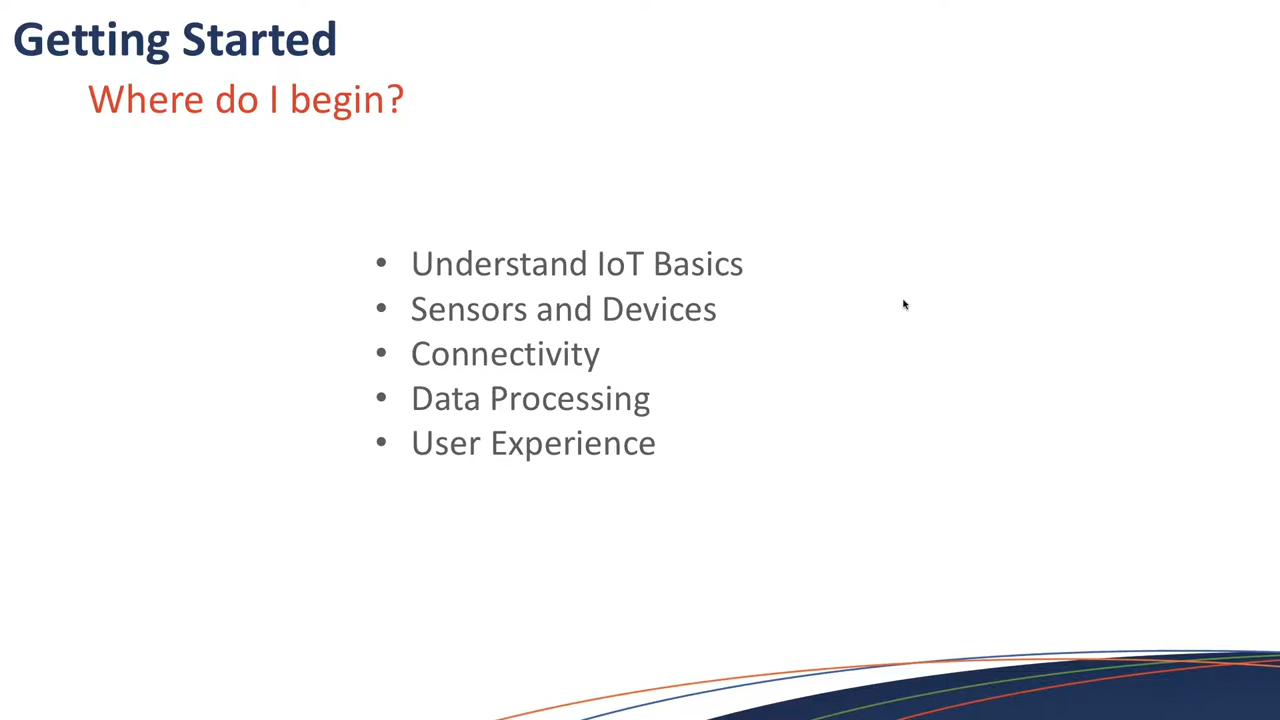 Getting Started
Where do I begin?
• Understand IoT Basics
• Sensors and Devices
• Connectivity
• Data Processing
• User Experience